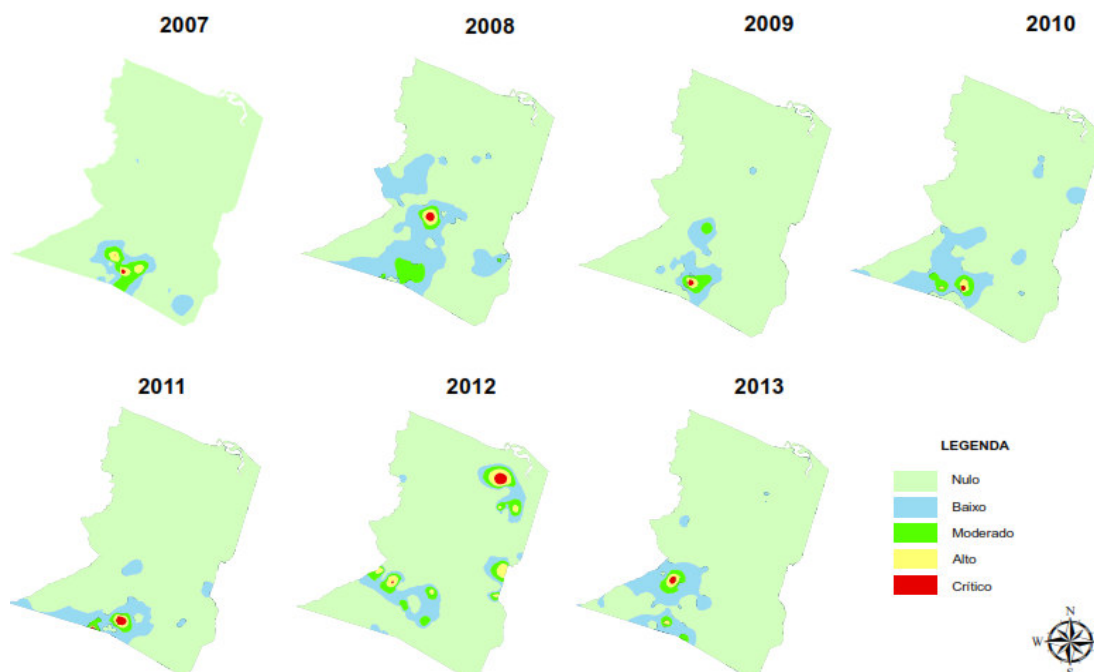 2007 2008 2009 2010
2011 2012 2013
LEGENDA
Nulo
Baixo
Moderado
Alto
Crítico
N
W E
S